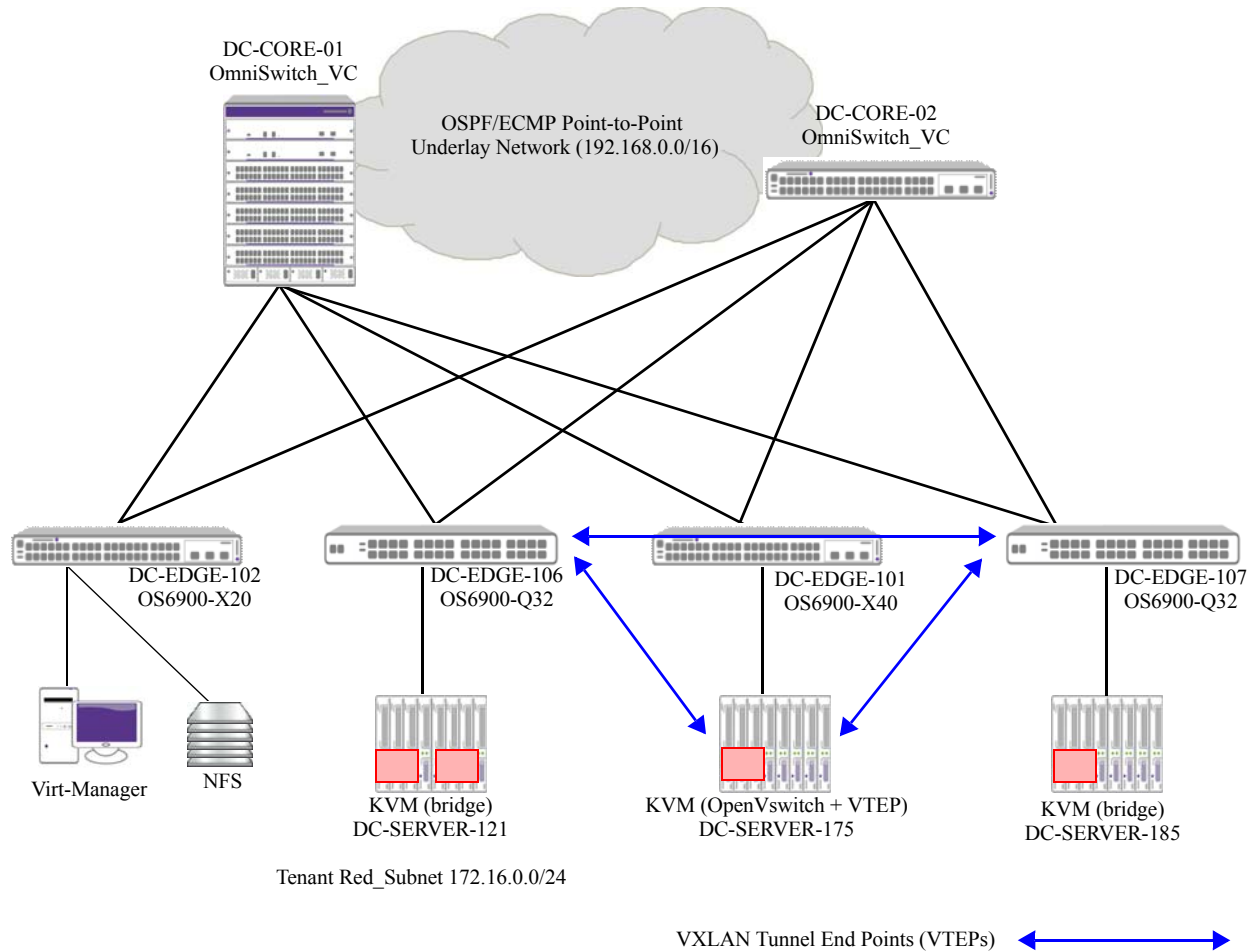 DC-CORE-01
OmniSwitch_VC
OSPF/ECMP Point-to-Point
Underlay Network (192.168.0.0/16)
DC-CORE-02
OmniSwitch_VC
DC-EDGE-102
OS6900-X20
DC-EDGE-106
OS6900-Q32
DC-EDGE-101
OS6900-X40
DC-EDGE-107
OS6900-Q32
Virt-Manager
NFS
KVM (bridge)
DC-SERVER-121
KVM (OpenVswitch + VTEP)
DC-SERVER-175
KVM (bridge)
DC-SERVER-185
Tenant Red_Subnet 172.16.0.0/24
VXLAN Tunnel End Points (VTEPs)